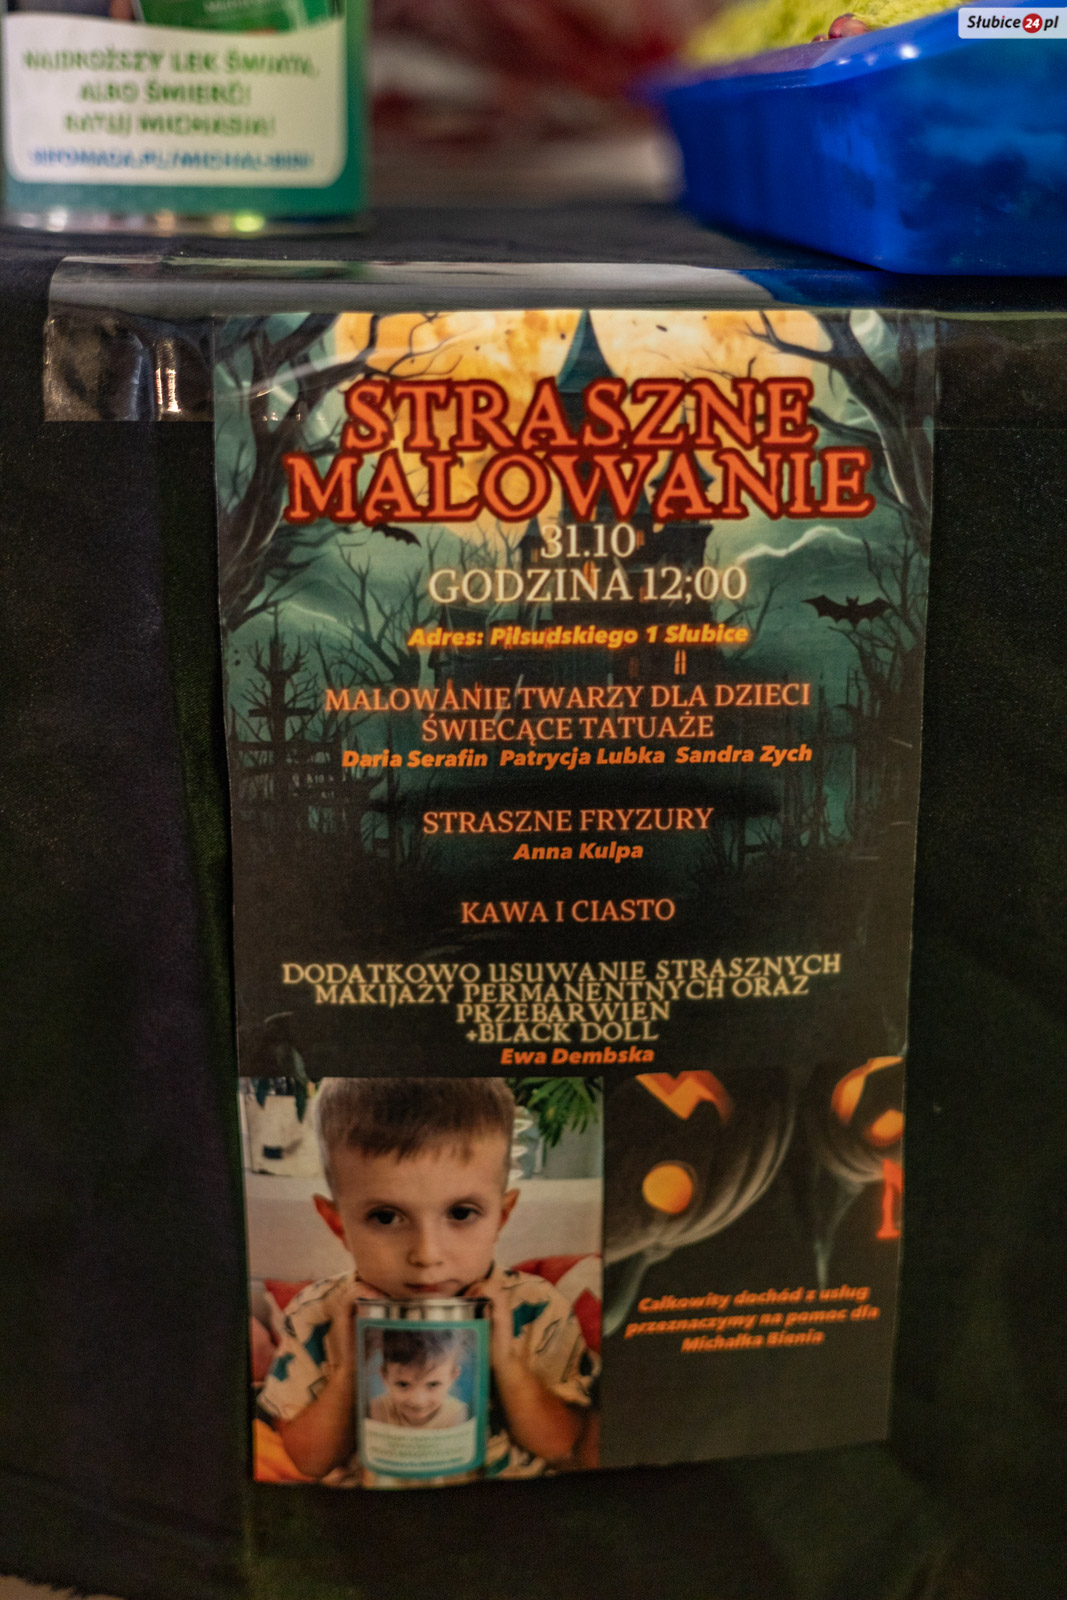 Słubice24.pl
NAJDROŻSZY LEK ŚWIATA,
ALBO ŚMIERĆ!
RATUJ MICHASIA!
STRASZNE
MALOWANIE
31.10
GODZINA 12;00
Adres: Piłsudskiego 1 Słubice
MALOWANIE TWARZY DLA DZIECI
ŚWIECĄCE TATUAŻE
Daria Serafin Patrycja Lubka Sandra Zych
STRASZNE FRYZURY
Anna Kulpa
KAWA I CIASTO
DODATKOWO USUWANIE STRASZNYCH
MAKIJAŻY PERMANENTNYCH ORAZ
PRZEBARWIEN
+BLACK DOLL
Ewa Dembska
Całkowity dochód z usług
przeznaczymy na pomoc dla
Michałka Bienia